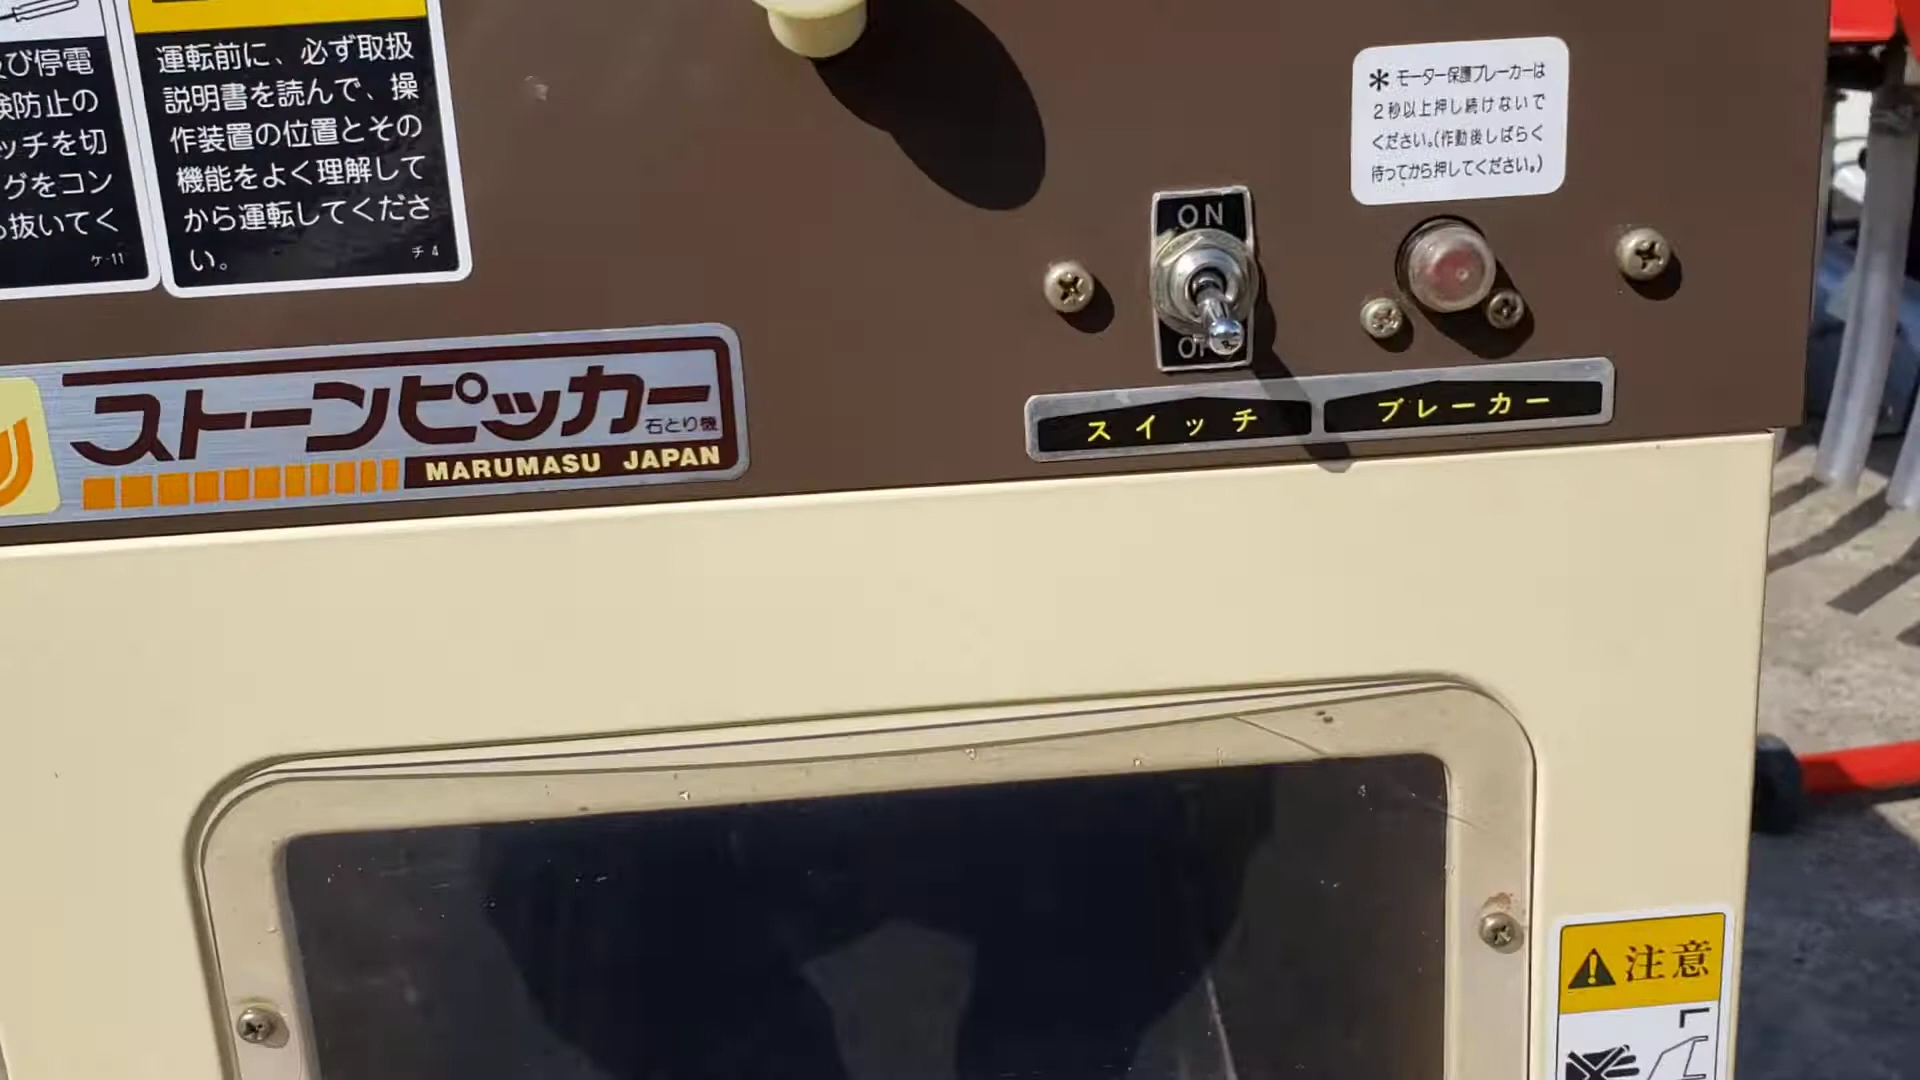 び停電
険防止の
ッチを切
グをコン
抜いてく
ケ-11
運転前に、必ず取扱
説明書を読んで、操
作装置の位置とその
機能をよく理解して
から運転してくださ
い。
チ4
＊モーター保護ブレーカーは
2秒以上押し続けないで
ください。(作動後しばらく
待ってから押してください。)
ON
OFF
スイッチ
ブレーカー
ストーンピッカー
石とり機
MARUMASU JAPAN
注意